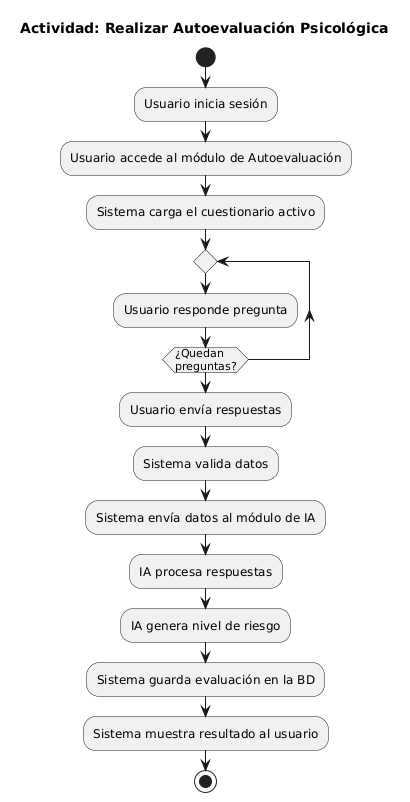 Actividad: Realizar Autoevaluación Psicológica
Usuario inicia sesión
Usuario accede al módulo de Autoevaluación
Sistema carga el cuestionario activo
Usuario responde pregunta
¿Quedan
preguntas?
Usuario envía respuestas
Sistema valida datos
Sistema envía datos al módulo de IA
IA procesa respuestas
IA genera nivel de riesgo
Sistema guarda evaluación en la BD
Sistema muestra resultado al usuario